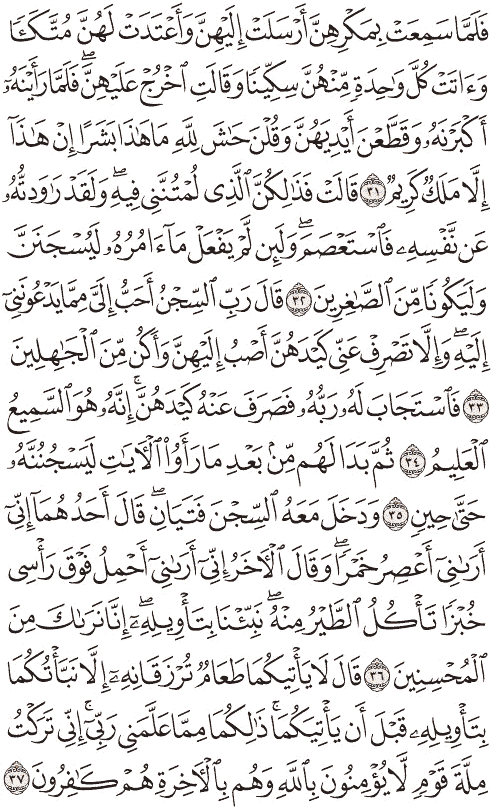 فَلَمَّا سَمِعَتْ بِمَكْرِهِنَّ أَرْسَلَتْ إِلَيْهِنَّ وَأَعْتَدَتْ لَهُنَّ مُتَّكَـًٔا
وَءَاتَتْ كُلَّ وَٰحِدَةٍ مِّنْهُنَّ سِكِّينًا وَقَالَتِ ٱخْرُجْ عَلَيْهِنَّ ۖ فَلَمَّا رَأَيْنَهُۥٓ
أَكْبَرْنَهُۥ وَقَطَّعْنَ أَيْدِيَهُنَّ وَقُلْنَ حَٰشَ لِلَّهِ مَا هَٰذَا بَشَرًا إِنْ هَٰذَآ
إِلَّا مَلَكٌ كَرِيمٌ ٣١ قَالَتْ فَذَٰلِكُنَّ ٱلَّذِى لُمْتُنَّنِى فِيهِ ۖ وَلَقَدْ رَٰوَدتُّهُۥ
عَن نَّفْسِهِۦ فَٱسْتَعْصَمَ ۖ وَلَئِن لَّمْ يَفْعَلْ مَآ ءَامُرُهُۥ لَيُسْجَنَنَّ
وَلَيَكُونًا مِّنَ ٱلصَّٰغِرِينَ ٣٢ قَالَ رَبِّ ٱلسِّجْنُ أَحَبُّ إِلَىَّ مِمَّا يَدْعُونَنِىٓ
إِلَيْهِ ۖ وَإِلَّا تَصْرِفْ عَنِّى كَيْدَهُنَّ أَصْبُ إِلَيْهِنَّ وَأَكُن مِّنَ ٱلْجَٰهِلِينَ
٣٣ فَٱسْتَجَابَ لَهُۥ رَبُّهُۥ فَصَرَفَ عَنْهُ كَيْدَهُنَّ ۚ إِنَّهُۥ هُوَ ٱلسَّمِيعُ
ٱلْعَلِيمُ ٣٤ ثُمَّ بَدَا لَهُم مِّنۢ بَعْدِ مَا رَأَوُا۟ ٱلْـَٔايَٰتِ لَيَسْجُنُنَّهُۥ
حَتَّىٰ حِينٍ ٣٥ وَدَخَلَ مَعَهُ ٱلسِّجْنَ فَتَيَانِ ۖ قَالَ أَحَدُهُمَآ إِنِّىٓ
أَرَىٰنِىٓ أَعْصِرُ خَمْرًا ۖ وَقَالَ ٱلْـَٔاخَرُ إِنِّىٓ أَرَىٰنِىٓ أَحْمِلُ فَوْقَ رَأْسِى
خُبْزًا تَأْكُلُ ٱلطَّيْرُ مِنْهُ ۖ نَبِّئْنَا بِتَأْوِيلِهِۦٓ ۖ إِنَّا نَرَىٰكَ مِنَ
ٱلْمُحْسِنِينَ ٣٦ قَالَ لَا يَأْتِيكُمَا طَعَامٌ تُرْزَقَانِهِۦٓ إِلَّا نَبَّأْتُكُمَا
بِتَأْوِيلِهِۦ قَبْلَ أَن يَأْتِيَكُمَا ۚ ذَٰلِكُمَا مِمَّا عَلَّمَنِى رَبِّىٓ ۚ إِنِّى تَرَكْتُ
مِلَّةَ قَوْمٍ لَّا يُؤْمِنُونَ بِٱللَّهِ وَهُم بِٱلْـَٔاخِرَةِ هُمْ كَٰفِرُونَ ٣٧